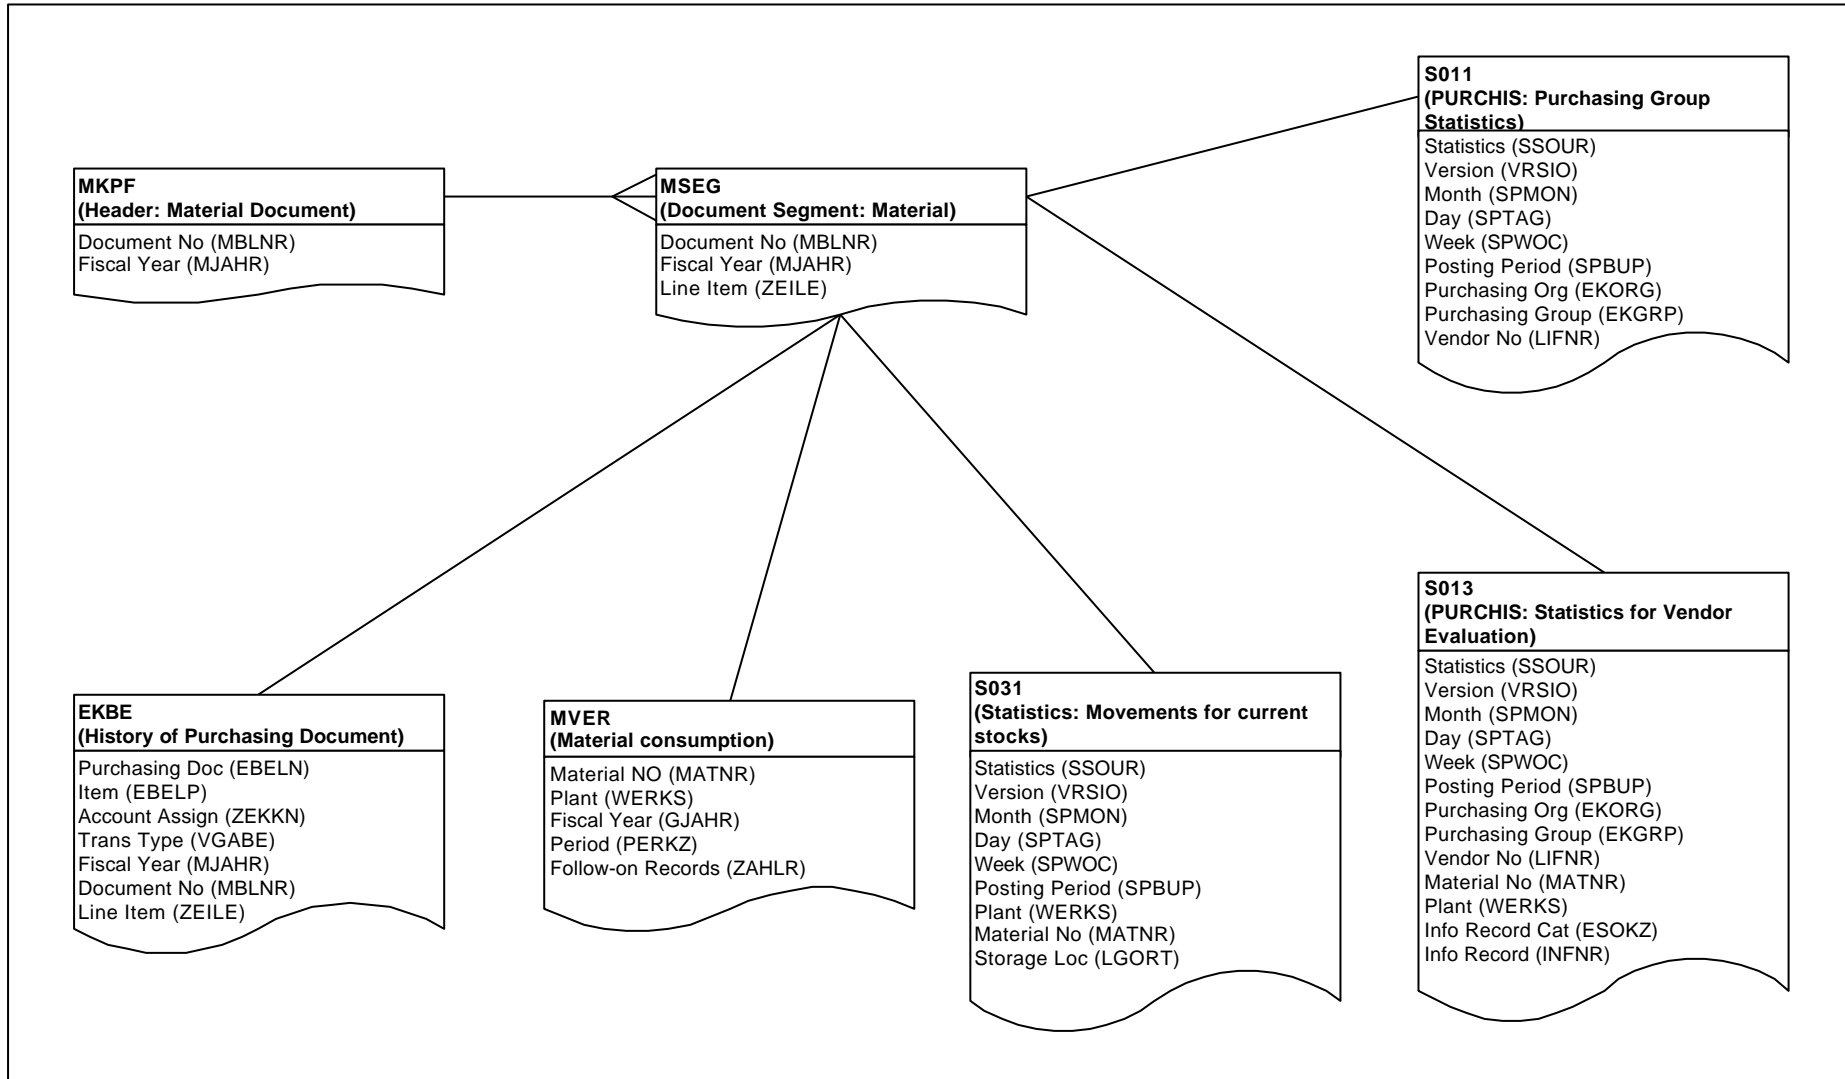 MKPF
(Header: Material Document)
Document No (MBLNR)
Fiscal Year (MJAHR)
MSEG
(Document Segment: Material)
Document No (MBLNR)
Fiscal Year (MJAHR)
Line Item (ZEILE)
S011
(PURCHIS: Purchasing Group
Statistics)
Statistics (SSOUR)
Version (VRSIO)
Month (SPMON)
Day (SPTAG)
Week (SPWOC)
Posting Period (SPBUP)
Purchasing Org (EKORG)
Purchasing Group (EKGRP)
Vendor No (LIFNR)
EKBE
(History of Purchasing Document)
Purchasing Doc (EBELN)
Item (EBELP)
Account Assign (ZEKKN)
Trans Type (VGABE)
Fiscal Year (MJAHR)
Document No (MBLNR)
Line Item (ZEILE)
MVER
(Material consumption)
Material NO (MATNR)
Plant (WERKS)
Fiscal Year (GJAHR)
Period (PERKZ)
Follow-on Records (ZAHLR)
S031
(Statistics: Movements for current
stocks)
Statistics (SSOUR)
Version (VRSIO)
Month (SPMON)
Day (SPTAG)
Week (SPWOC)
Posting Period (SPBUP)
Plant (WERKS)
Material No (MATNR)
Storage Loc (LGORT)
S013
(PURCHIS: Statistics for Vendor
Evaluation)
Statistics (SSOUR)
Version (VRSIO)
Month (SPMON)
Day (SPTAG)
Week (SPWOC)
Posting Period (SPBUP)
Purchasing Org (EKORG)
Purchasing Group (EKGRP)
Vendor No (LIFNR)
Material No (MATNR)
Plant (WERKS)
Info Record Cat (ESOKZ)
Info Record (INFNR)